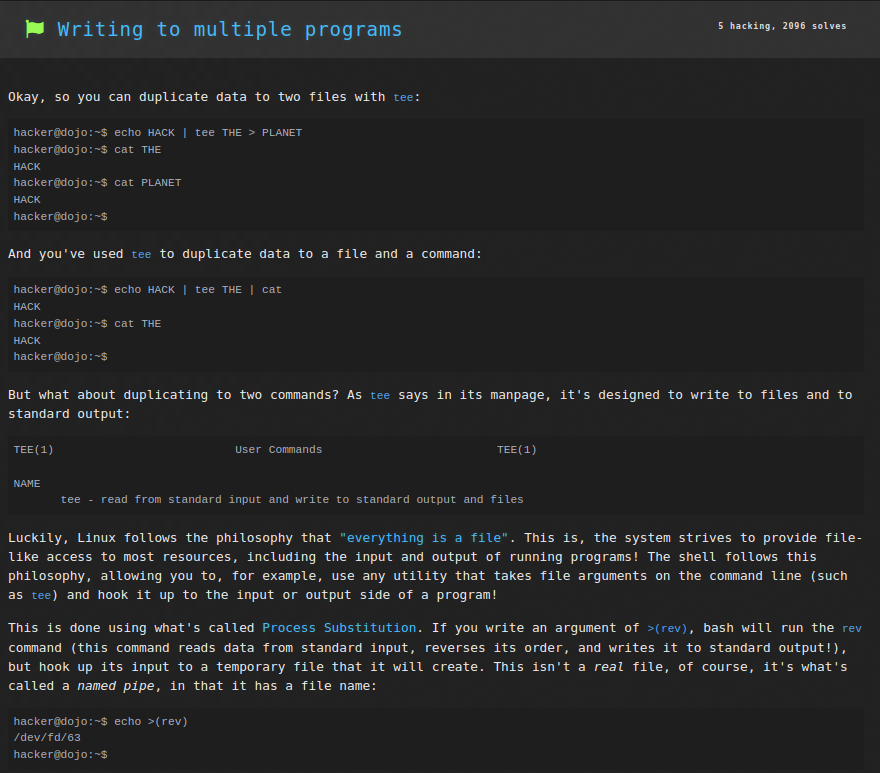 Writing to multiple programs
5 hacking, 2096 solves
Okay, so you can duplicate data to two files with tee:
hacker@dojo:~$ echo HACK | tee THE > PLANET
hacker@dojo:~$ cat THE
HACK
hacker@dojo:~$ cat PLANET
HACK
hacker@dojo:~$
And you've used tee to duplicate data to a file and a command:
hacker@dojo:~$ echo HACK | tee THE | cat
HACK
hacker@dojo:~$ cat THE
HACK
hacker@dojo:~$
But what about duplicating to two commands? As tee says in its manpage, it's designed to write to files and to
standard output:
TEE(1) User Commands TEE(1)
NAME
tee - read from standard input and write to standard output and files
Luckily, Linux follows the philosophy that "everything is a file". This is, the system strives to provide file-
like access to most resources, including the input and output of running programs! The shell follows this
philosophy, allowing you to, for example, use any utility that takes file arguments on the command line (such
as tee) and hook it up to the input or output side of a program!
This is done using what's called Process Substitution. If you write an argument of >(rev), bash will run the rev
command (this command reads data from standard input, reverses its order, and writes it to standard output!),
but hook up its input to a temporary file that it will create. This isn't a real file, of course, it's what's
called a named pipe, in that it has a file name:
hacker@dojo:~$ echo >(rev)
/dev/fd/63
hacker@dojo:~$